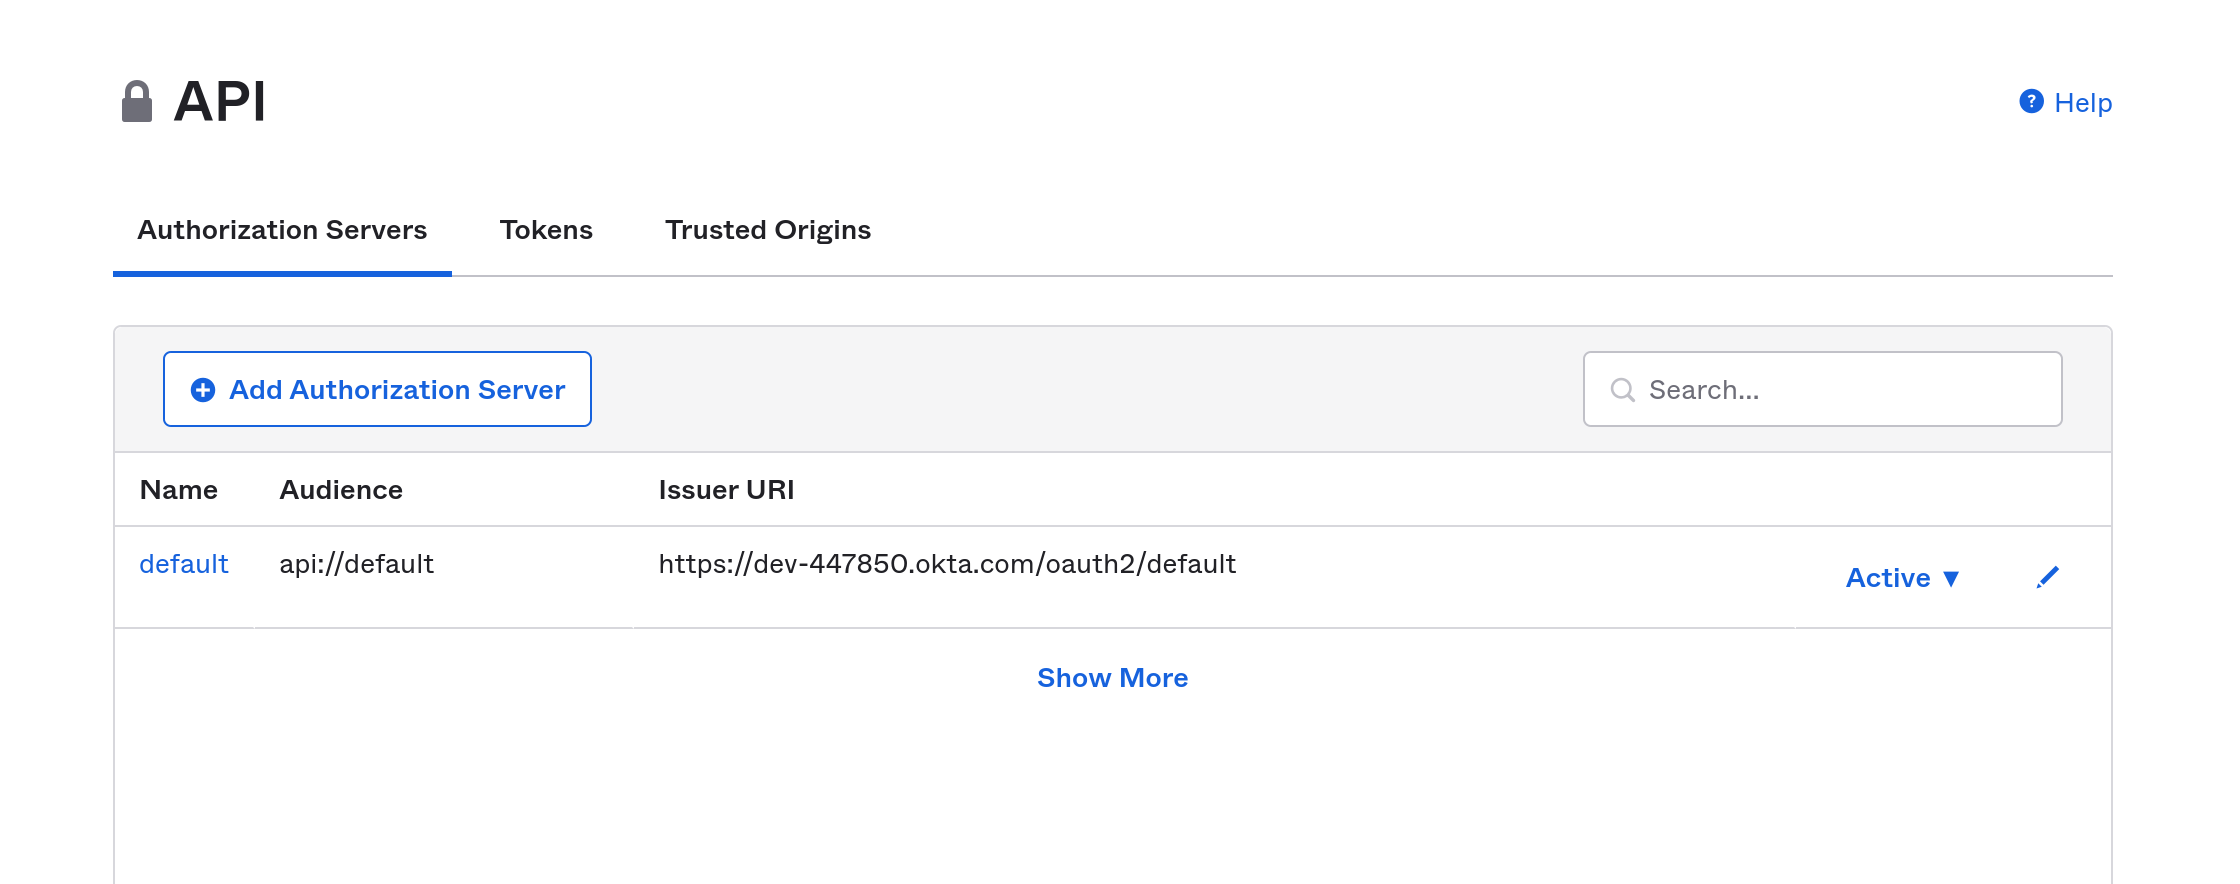 API
Help
Authorization Servers Tokens Trusted Origins
Add Authorization Server
Search...
Name Audience Issuer URI
default api://default https://dev-447850.okta.com/oauth2/default Active ▼
Show More